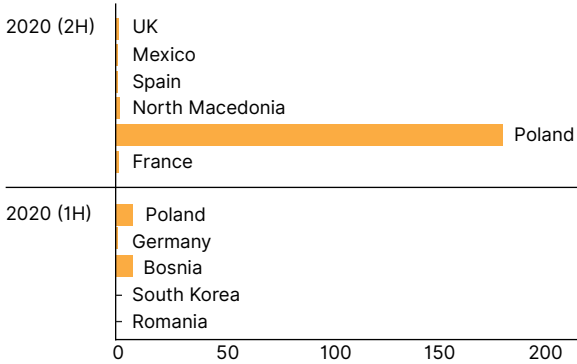 2020 (2H)
UK
Mexico
Spain
North Macedonia
Poland
France
2020 (1H)
Poland
Germany
Bosnia
South Korea
Romania
0 50 100 150 200